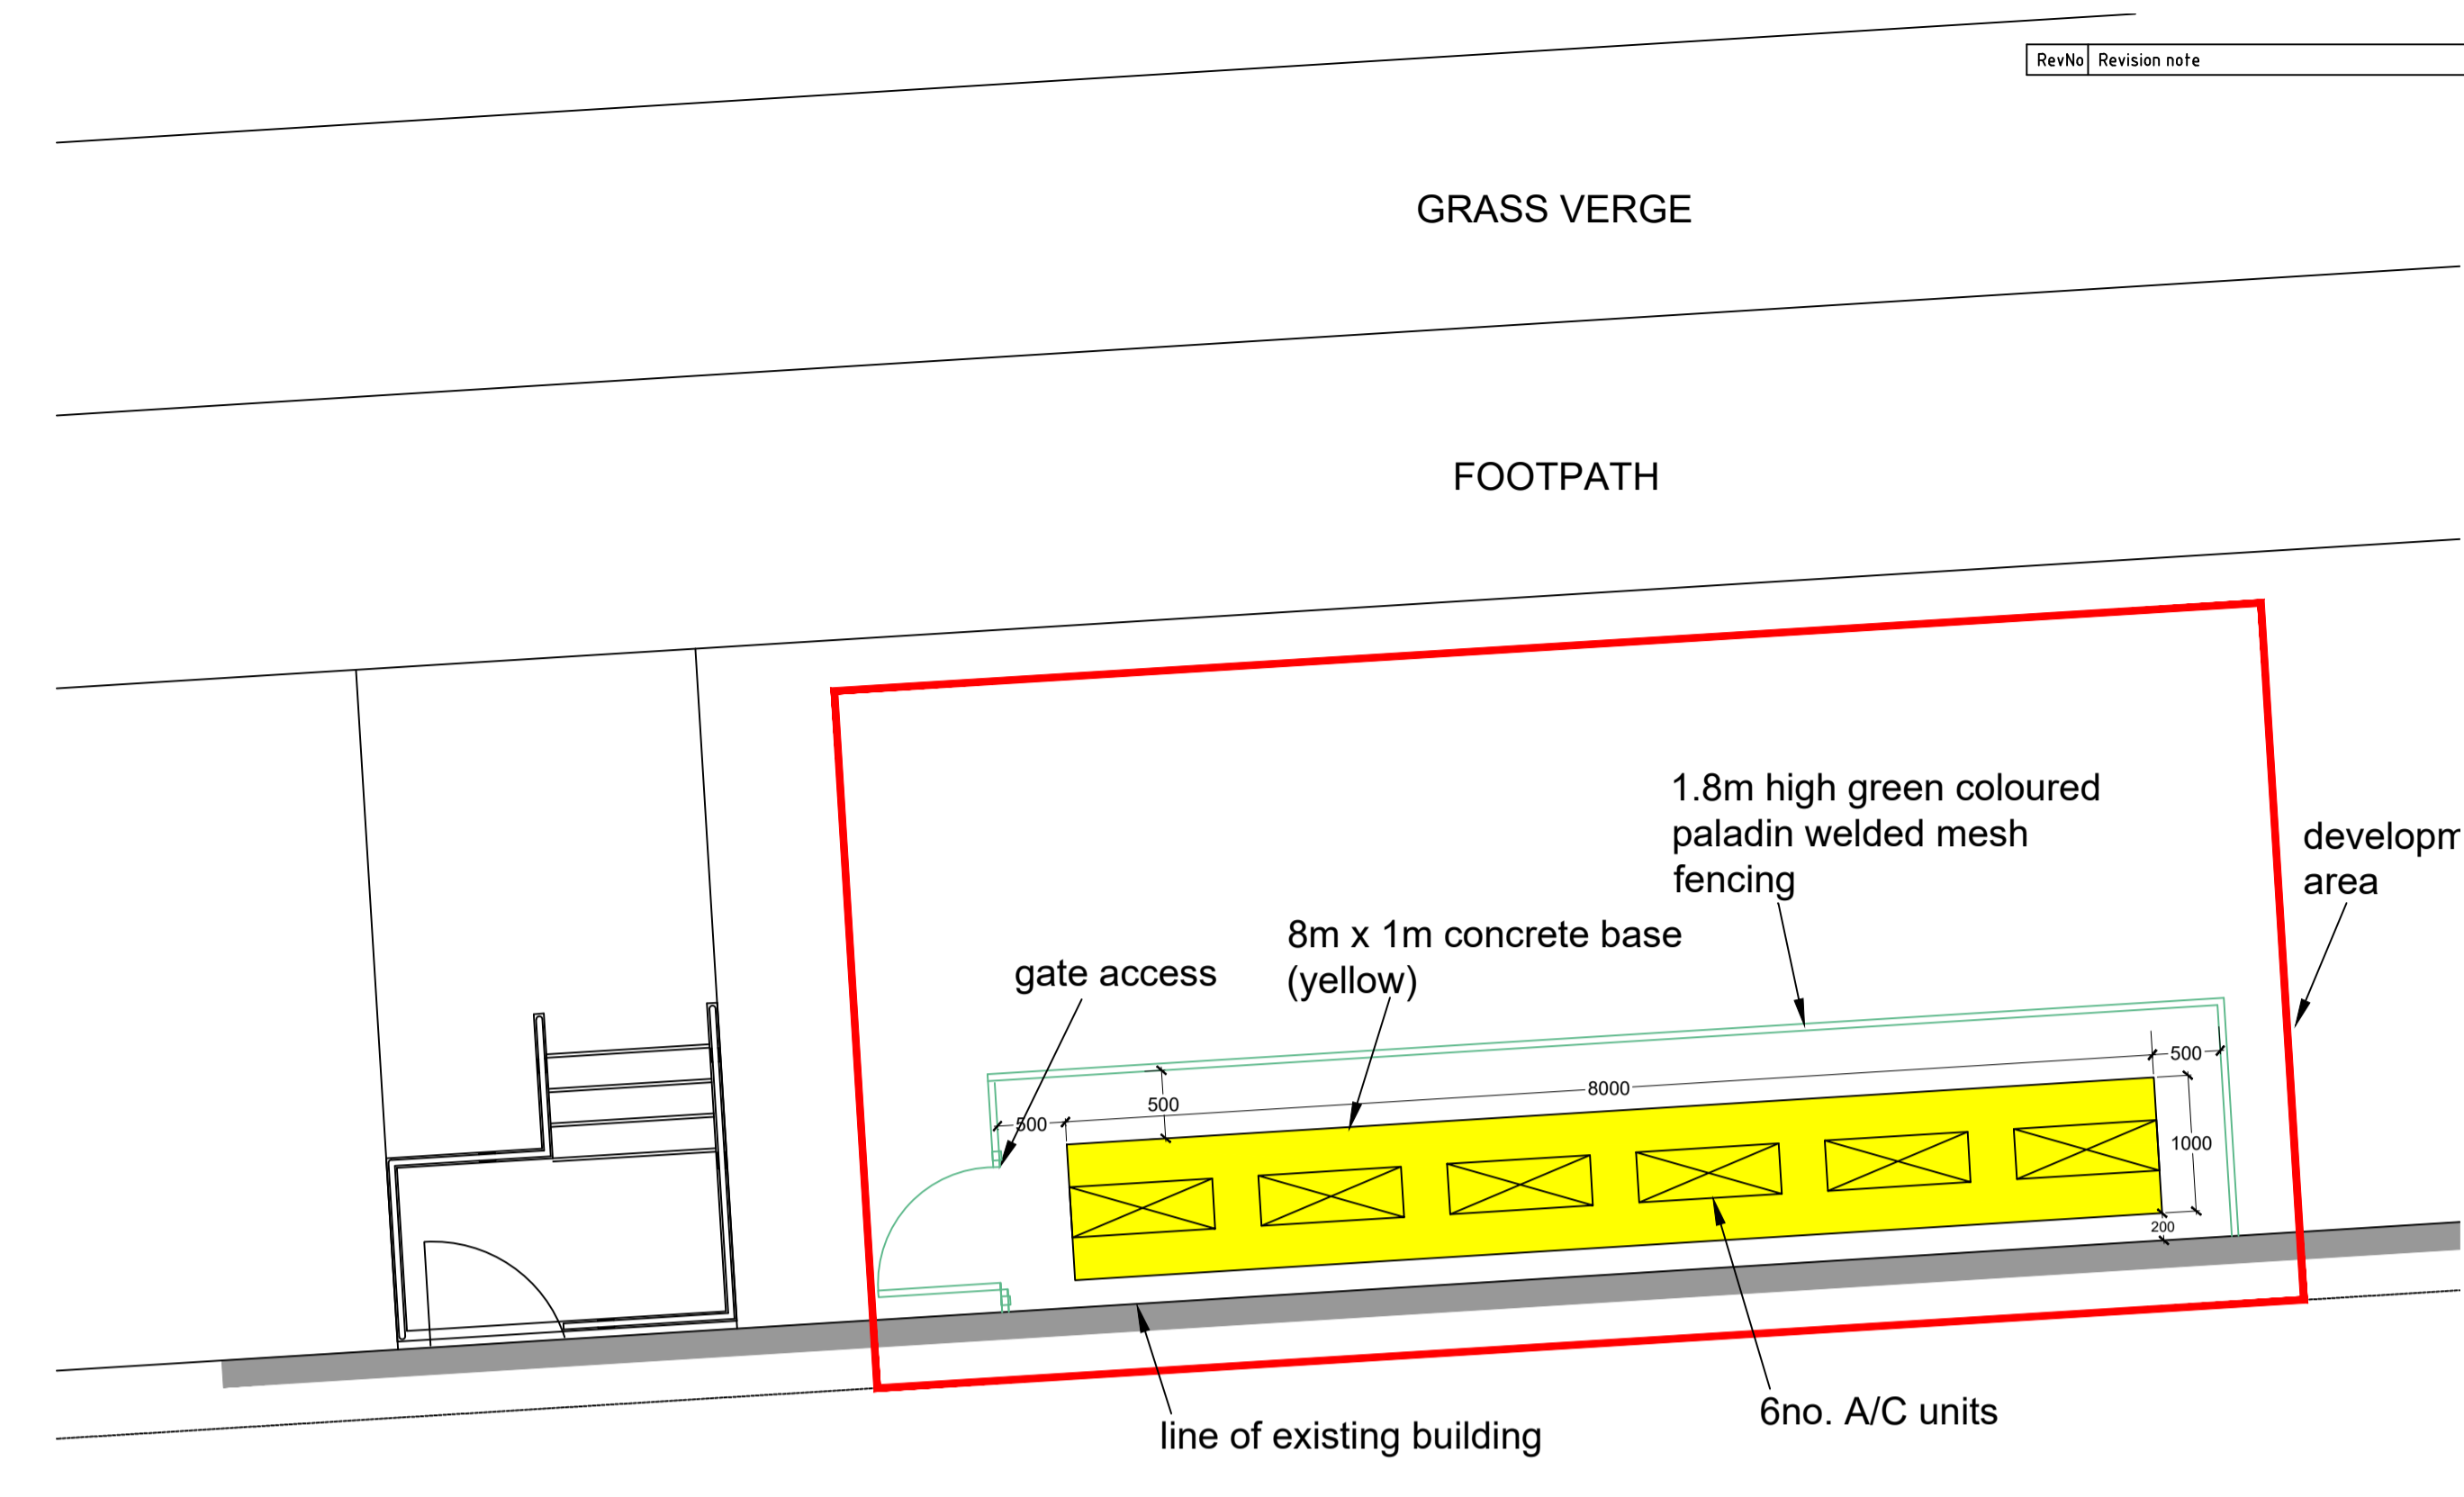 RevNo Revision note
GRASS VERGE
FOOTPATH
1.8m high green coloured
paladin welded mesh
fencing
developm
area
8m x 1m concrete base
(yellow)
gate access
500
8000
500
500
1000
200
6no. A/C units
line of existing building